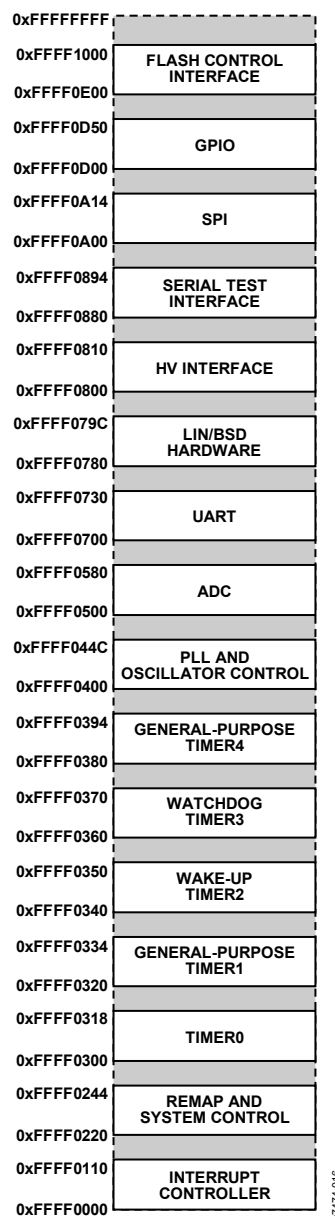 0xFFFFFFFF
0xFFFF1000
FLASH CONTROL
INTERFACE
0xFFFF0E00
0xFFFF0D50
GPIO
0xFFFF0D00
0xFFFF0A14
SPI
0xFFFF0A00
0xFFFF0894
SERIAL TEST
INTERFACE
0xFFFF0880
0xFFFF0810
HV INTERFACE
0xFFFF0800
0xFFFF079C
LIN/BSD
HARDWARE
0xFFFF0780
0xFFFF0730
UART
0xFFFF0700
0xFFFF0580
ADC
0xFFFF0500
0xFFFF044C
PLL AND
OSCILLATOR CONTROL
0xFFFF0400
0xFFFF0394
GENERAL-PURPOSE
TIMER4
0xFFFF0380
0xFFFF0370
WATCHDOG
TIMER3
0xFFFF0360
0xFFFF0350
WAKE-UP
TIMER2
0xFFFF0340
0xFFFF0334
GENERAL-PURPOSE
TIMER1
0xFFFF0320
0xFFFF0318
TIMER0
0xFFFF0300
0xFFFF0244
REMAP AND
SYSTEM CONTROL
0xFFFF0220
0xFFFF0110
INTERRUPT
CONTROLLER
0xFFFF0000